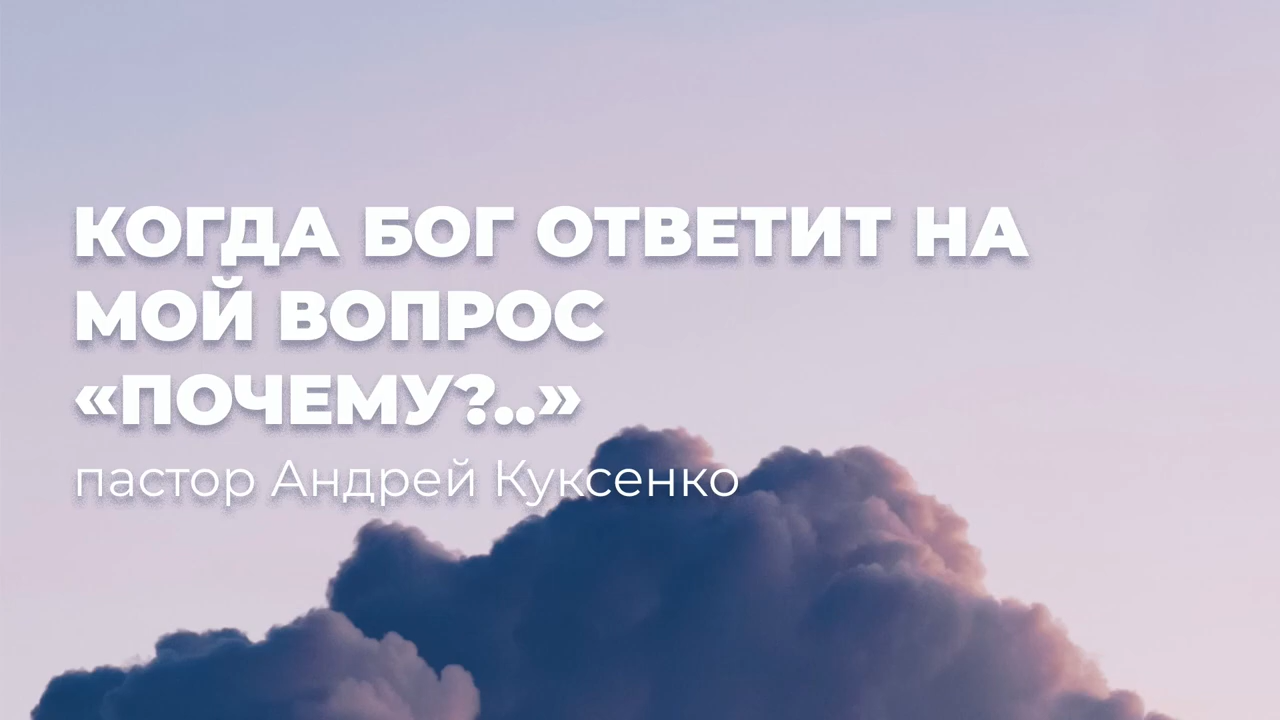 КОГДА БОГ ОТВЕТИТ НА
МОЙ ВОПРОС
«ПОЧЕМУ?..»
пастор Андрей Куксенко